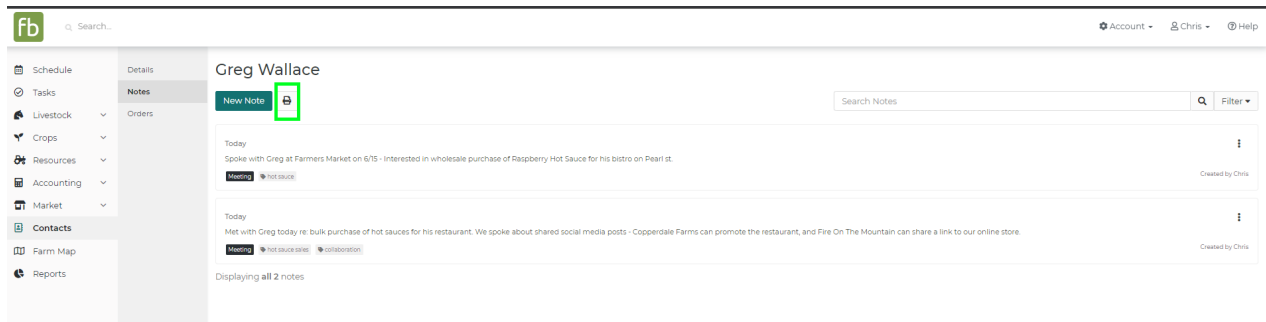 fb
Search...
Account
Chris
Help
Schedule
Tasks
Livestock
Crops
Resources
Accounting
Market
Contacts
Farm Map
Reports
Details
Notes
Orders
Greg Wallace
New Note
Search Notes
Filter
Today
Spoke with Greg at Farmers Market on 6/15 - Interested in wholesale purchase of Raspberry Hot Sauce for his bistro on Pearl st.
Meeting hot sauce
Created by Chris
Today
Met with Greg today re: bulk purchase of hot sauces for his restaurant. We spoke about shared social media posts - Copperdale Farms can promote the restaurant, and Fire On The Mountain can share a link to our online store.
Meeting hot sauce sales collaboration
Created by Chris
Displaying all 2 notes